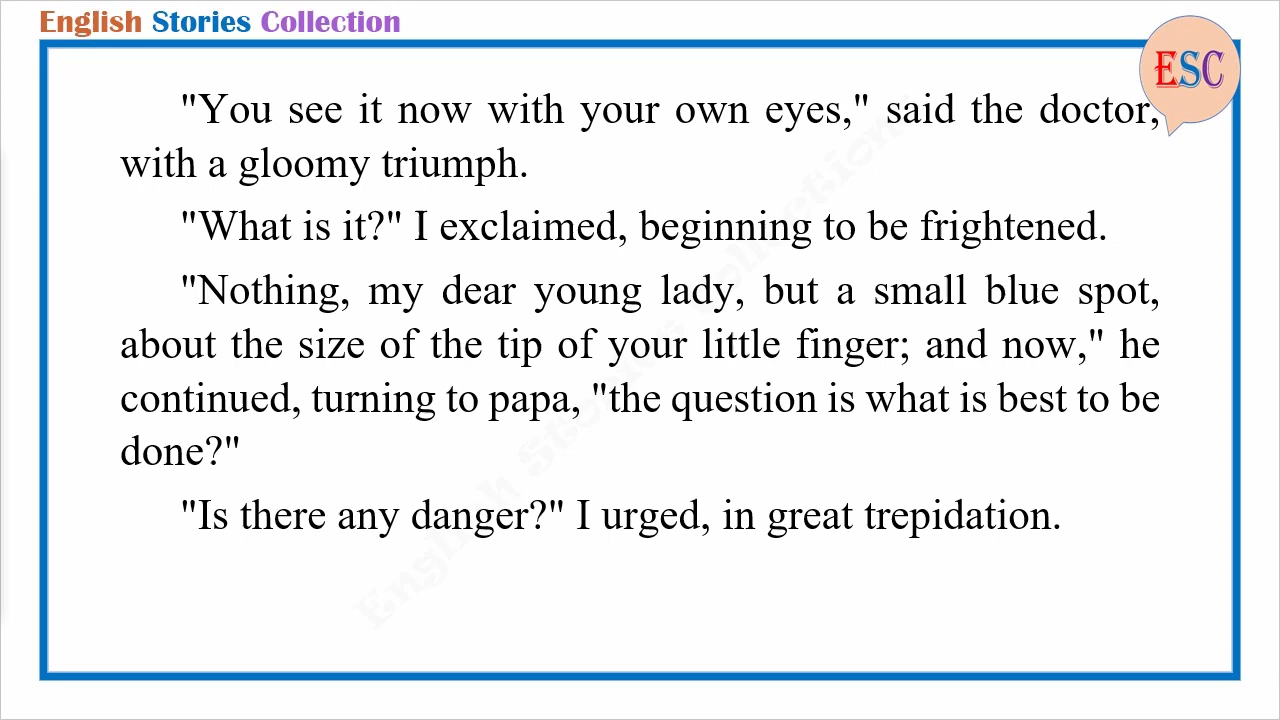 English Stories Collection
ESC
"You see it now with your own eyes," said the doctor,
with a gloomy triumph.
"What is it?" I exclaimed, beginning to be frightened.
"Nothing, my dear young lady, but a small blue spot,
about the size of the tip of your little finger; and now," he
continued, turning to papa, "the question is what is best to be
done?"
"Is there any danger?" I urged, in great trepidation.
English Stories Collection